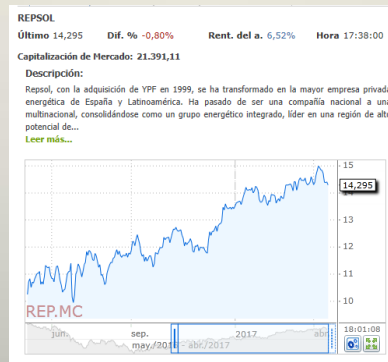 REPSOL
Último 14,295 Dif. % -0,80% Rent. del a. 6,52% Hora 17:38:00
Capitalización de Mercado: 21.391,11
Descripción:
Repsol, con la adquisición de YPF en 1999, se ha transformado en la mayor empresa privada
energética de España y Latinoamérica. Ha pasado de ser una compañía nacional a una
multinacional, consolidándose como un grupo energético integrado, líder en una región de alto
potencial de...
Leer más...
15
14,295
13
12
11
10
REP.MC
jun. sep. 2017 abr.
may./2016 - abr./2017
18:01:08